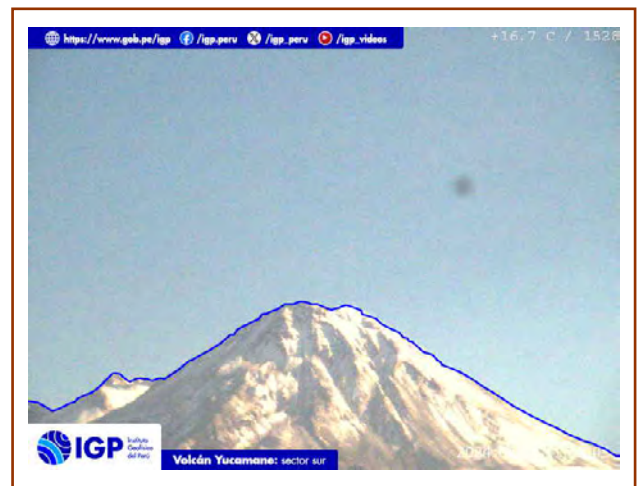 https://www.gob.pe/igp /igp.peru /igp_peru /igp_videos
+16.7 C / 1528
IGP Instituto
Geofísico
del Perú
Volcán Yucamane: sector sur